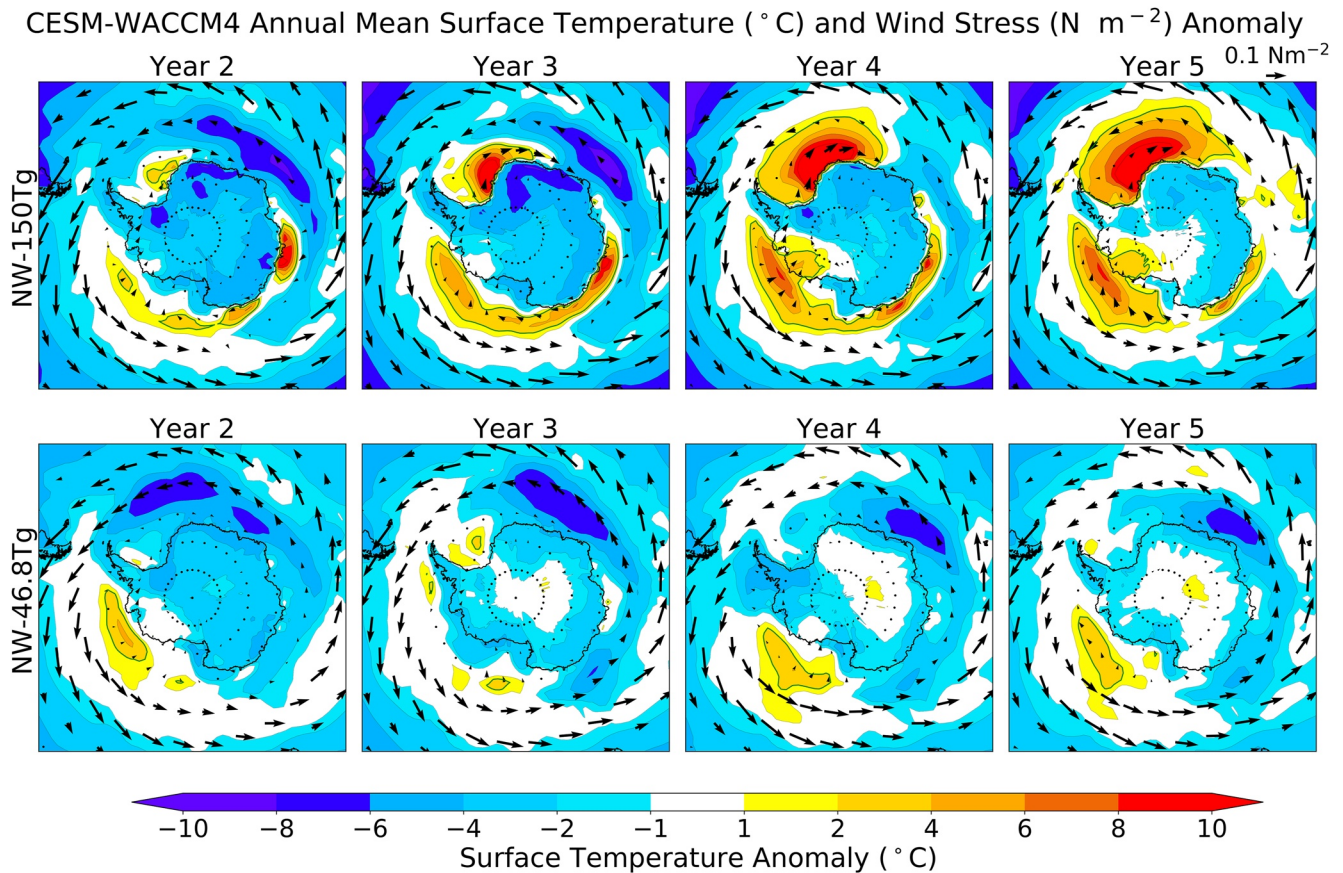 CESM-WACCM4 Annual Mean Surface Temperature (°C) and Wind Stress (N m⁻²) Anomaly
0.1 Nm⁻²
Year 2 Year 3 Year 4 Year 5
NW-150Tg
Year 2 Year 3 Year 4 Year 5
NW-46.8Tg
−10 −8 −6 −4 −2 −1 1 2 4 6 8 10
Surface Temperature Anomaly (°C)